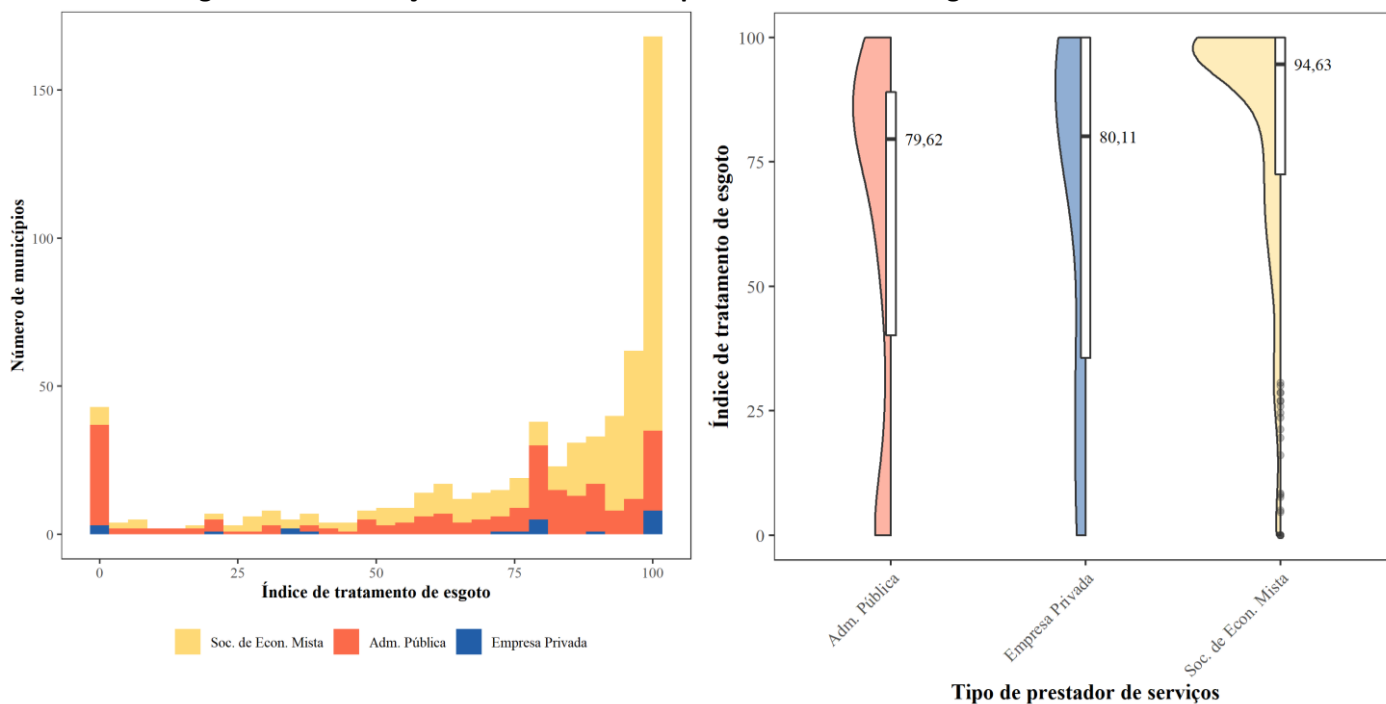 150
100
50
0
Número de municípios
0
25
50
75
100
Índice de tratamento de esgoto
Soc. de Econ. Mista
Adm. Pública
Empresa Privada
100
75
50
25
0
Índice de tratamento de esgoto
79,62
80,11
94,63
Adm. Pública
Empresa Privada
Soc. de Econ. Mista
Tipo de prestador de serviços